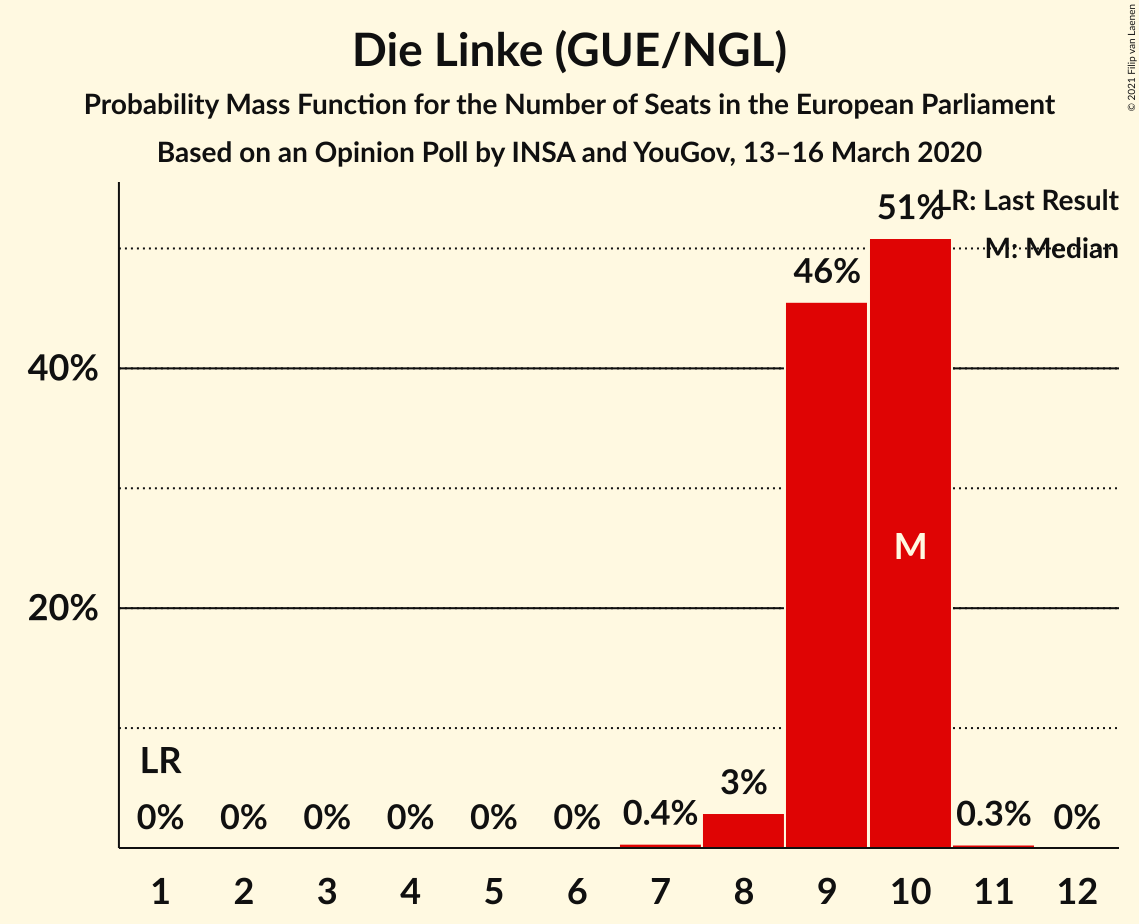 Die Linke (GUE/NGL)
Probability Mass Function for the Number of Seats in the European Parliament
Based on an Opinion Poll by INSA and YouGov, 13–16 March 2020
© 2021 Filip van Laenen
LR: Last Result
M: Median
51%
46%
40%
M
20%
LR
0% 0% 0% 0% 0% 0% 0.4% 3% 0.3% 0%
1 2 3 4 5 6 7 8 9 10 11 12